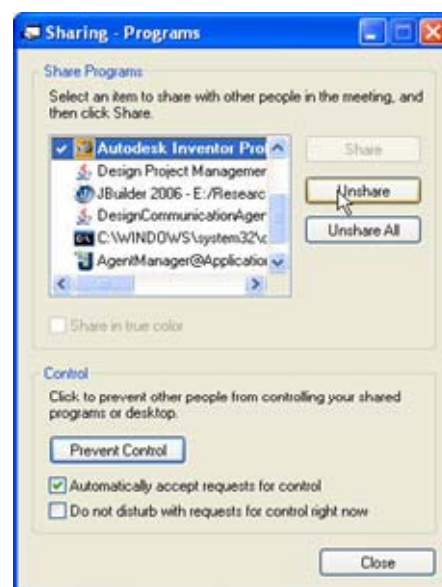 Sharing - Programs
Share Programs
Select an item to share with other people in the meeting, and
then click Share.
Autodesk Inventor Pro
Share
Design Project Managemer
JBuilder 2006 - E:/Researc
Unshare
DesignCommunicationAger
C:\WINDOWS\system32\c
Unshare All
AgentManager@Application
Share in true color
Control
Click to prevent other people from controlling your shared
programs or desktop.
Prevent Control
Automatically accept requests for control
Do not disturb with requests for control right now
Close